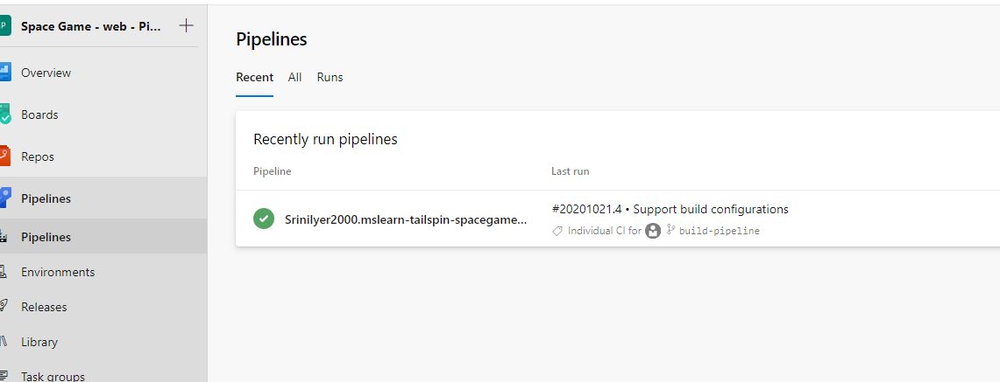 P
Space Game - web - Pi...
Overview
Boards
Repos
Pipelines
Pipelines
Environments
Releases
Library
Task groups
Pipelines
Recent All Runs
Recently run pipelines
Pipeline Last run
SriniIyer2000.mslearn-tailspin-spacegame...
#20201021.4 • Support build configurations
Individual CI for build-pipeline